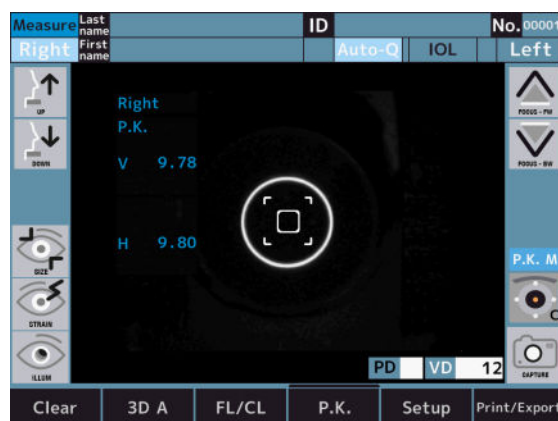 Measure Last name ID No. 00001
Right First name Auto-Q IOL Left
UP
FOCUS - FW
Right
P.K.
DOWN
FOCUS - BW
V 9.78
H 9.80
P.K. M
SIZE
STRAIN
C
ILLUM
PD VD 12
CAPTURE
Clear 3D A FL/CL P.K. Setup Print/Export